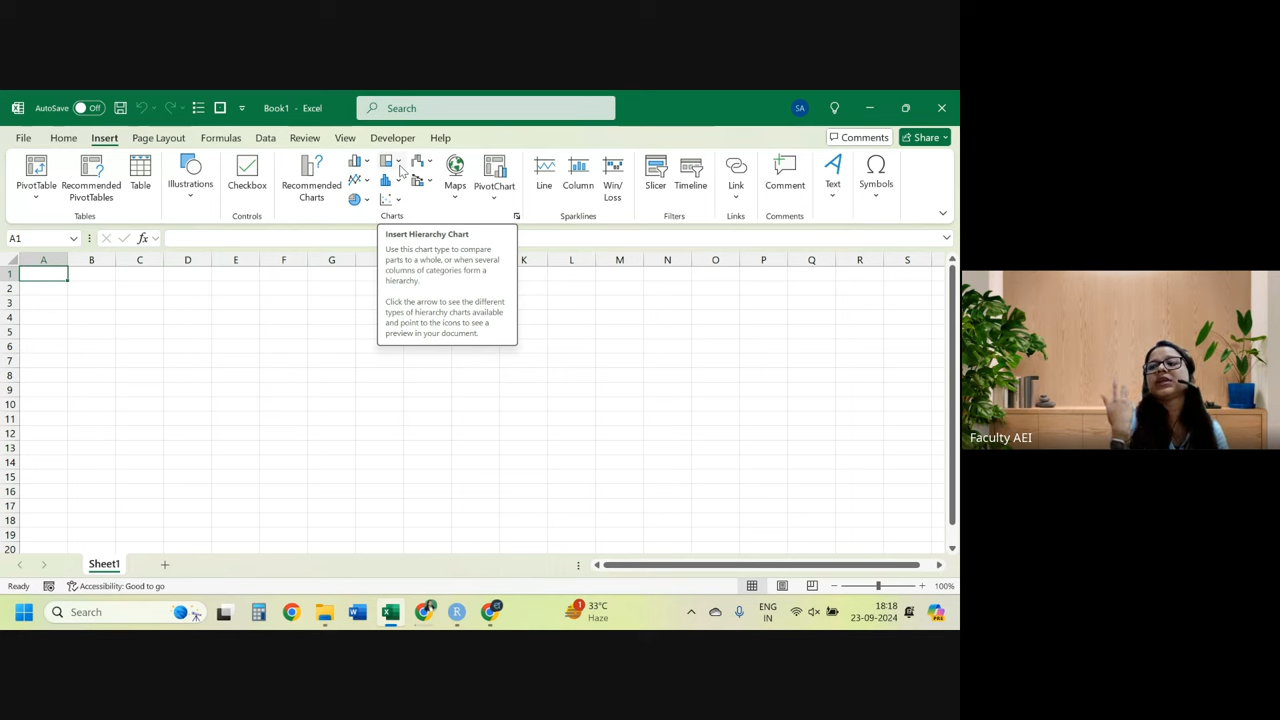 AutoSave Off
Book1 - Excel
Search
SA
File Home Insert Page Layout Formulas Data Review View Developer Help
Comments Share
PivotTable Recommended PivotTables Table
Illustrations
Checkbox
Recommended Charts
Maps PivotChart
Line Column Win/Loss
Slicer Timeline
Link
Comment
Text
Symbols
Tables Controls Charts Sparklines Filters Links Comments
A1
fx
Insert Hierarchy Chart
Use this chart type to compare
parts to a whole, or when several
columns of categories form a
hierarchy.
Click the arrow to see the different
types of hierarchy charts available
and point to the icons to see a
preview in your document.
A B C D E F G K L M N O P Q R S
1
2
3
4
5
6
7
8
9
10
11
12
13
14
15
16
17
18
19
20
Sheet1
Ready Accessibility: Good to go 100%
Search
1
33°C
Haze
ENG
IN
18:18
23-09-2024
PRE
Faculty AEI